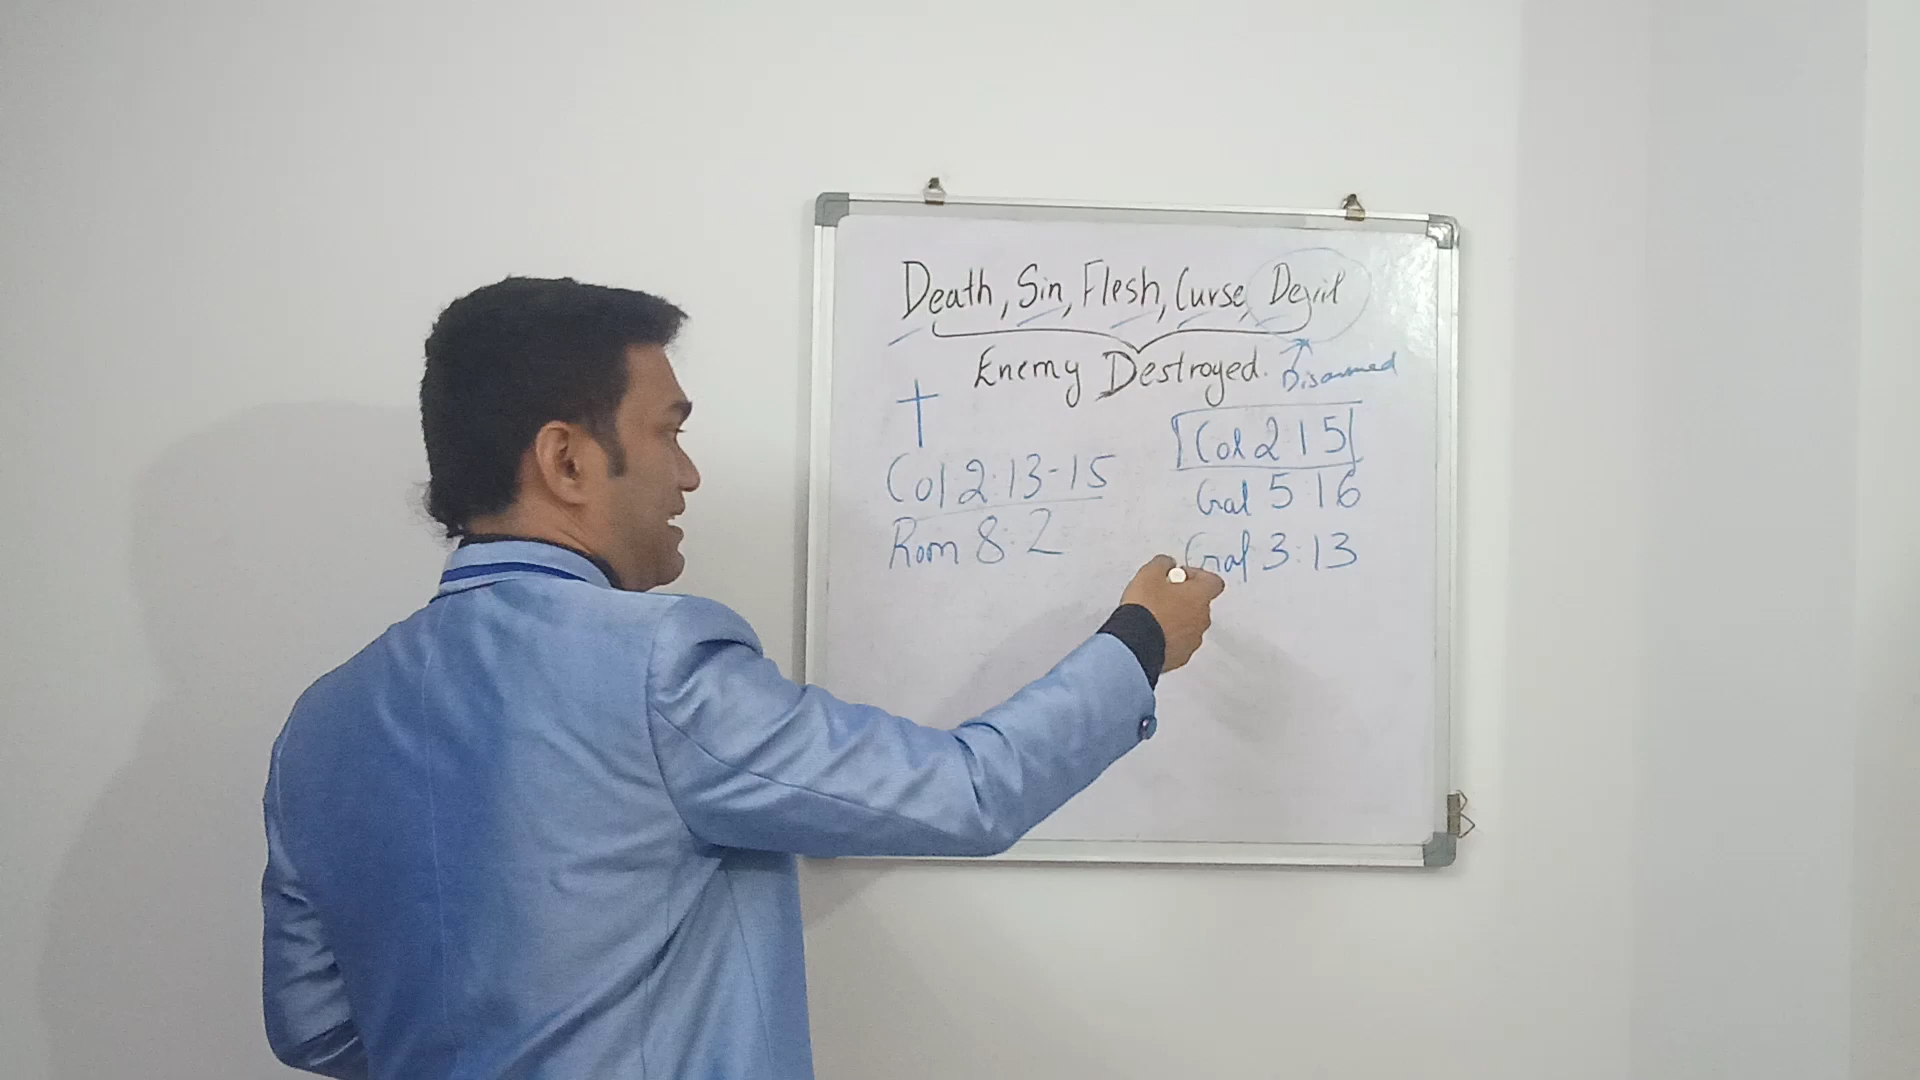 Death, Sin, Flesh, Curse, Devil
Enemy Destroyed.
Disarmed
Col 2:13-15
Rom 8:2
Col 2:15
Gal 5:16
Gal 3:13